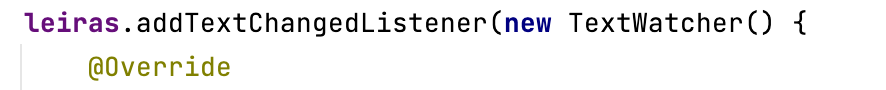 leiras.addTextChangedListener(new TextWatcher() {
@Override